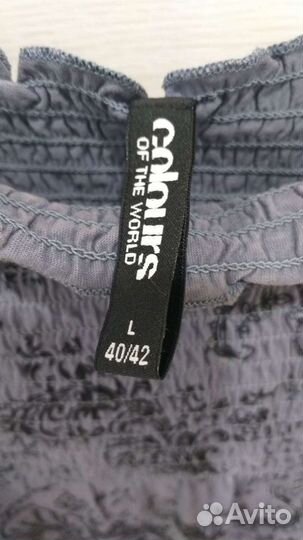 colours
OF THE WORLD
L
40/42
Avito